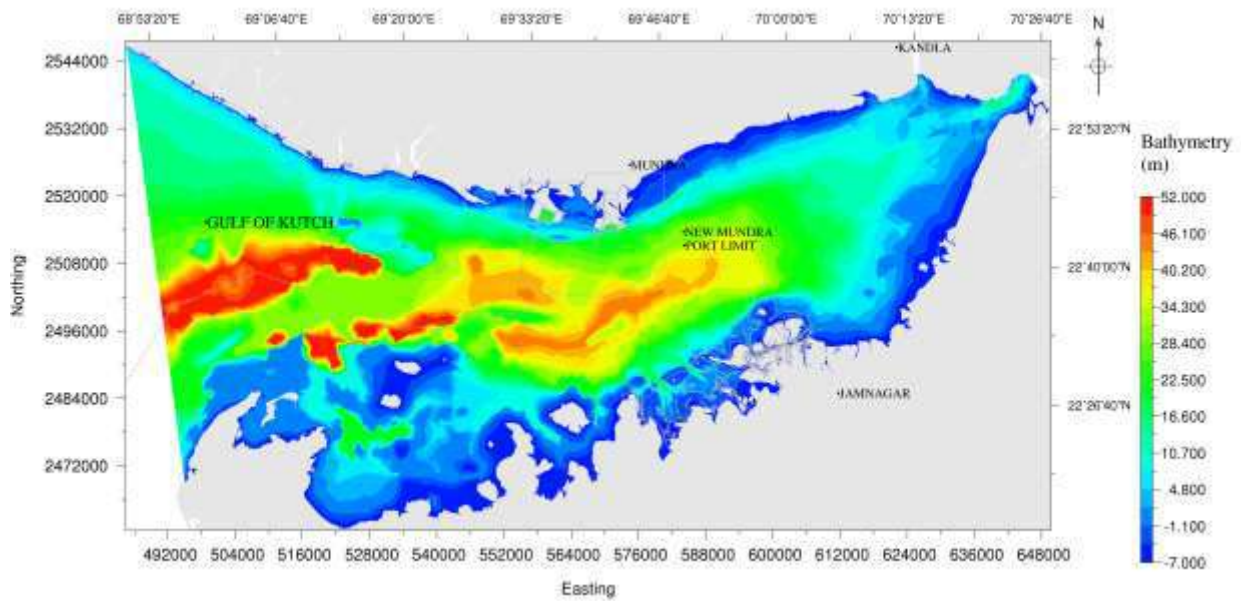 68°53'20"E 69°06'40"E 69°20'00"E 69°33'20"E 69°46'40"E 70°00'00"E 70°13'20"E 70°26'40"E
N
KANDLA
2544000
2532000
22°53'20"N
MUNDRA
Bathymetry
(m)
2520000
GULF OF KUTCH
NEW MUNDRA
PORT LIMIT
2508000
22°40'00"N
Northing
2496000
2484000
JAMNAGAR
22°26'40"N
2472000
52.000
46.100
40.200
34.300
28.400
22.500
16.600
10.700
4.800
-1.100
-7.000
492000 504000 516000 528000 540000 552000 564000 576000 588000 600000 612000 624000 636000 648000
Easting